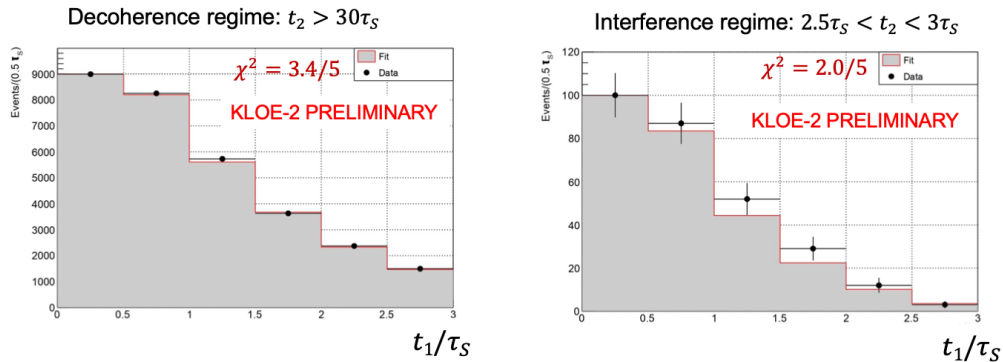 Decoherence regime: t₂ > 30τ_S
Events/(0.5 τ_S)
9000
8000
7000
6000
5000
4000
3000
2000
1000
0
χ² = 3.4/5
KLOE-2 PRELIMINARY
Fit
Data
0 0.5 1 1.5 2 2.5 3
t₁/τ_S
Interference regime: 2.5τ_S < t₂ < 3τ_S
Events/(0.5 τ_S)
120
100
80
60
40
20
0
χ² = 2.0/5
KLOE-2 PRELIMINARY
Fit
Data
0 0.5 1 1.5 2 2.5 3
t₁/τ_S